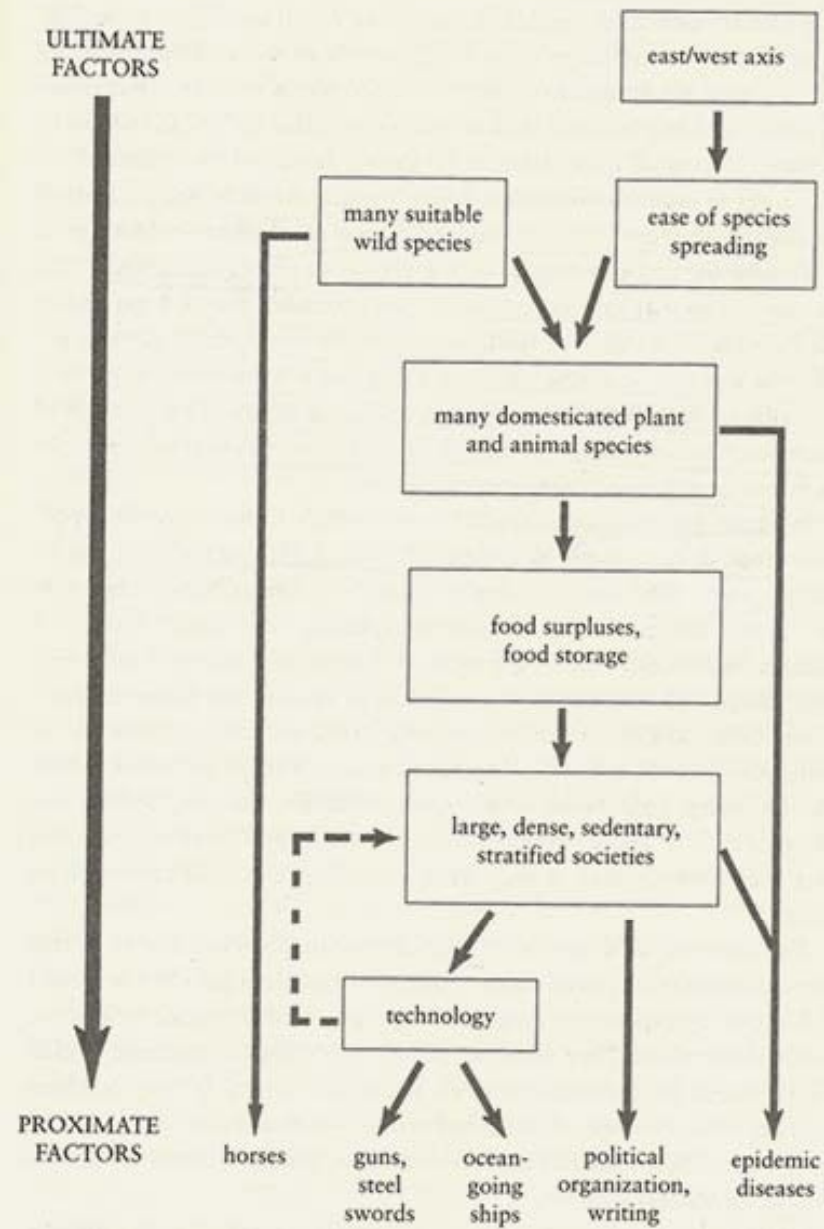 ULTIMATE
FACTORS
east/west axis
many suitable
wild species
ease of species
spreading
many domesticated plant
and animal species
food surpluses,
food storage
large, dense, sedentary,
stratified societies
technology
PROXIMATE
FACTORS
horses
guns,
steel
swords
ocean-
going
ships
political
organization,
writing
epidemic
diseases